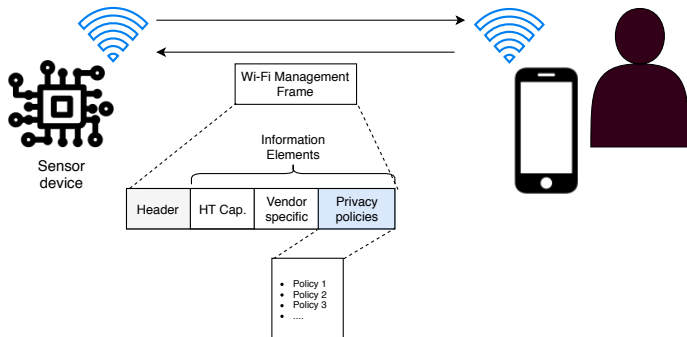 Wi-Fi Management
Frame
Sensor
device
Information
Elements
Header
HT Cap.
Vendor
specific
Privacy
policies
• Policy 1
• Policy 2
• Policy 3
• ....